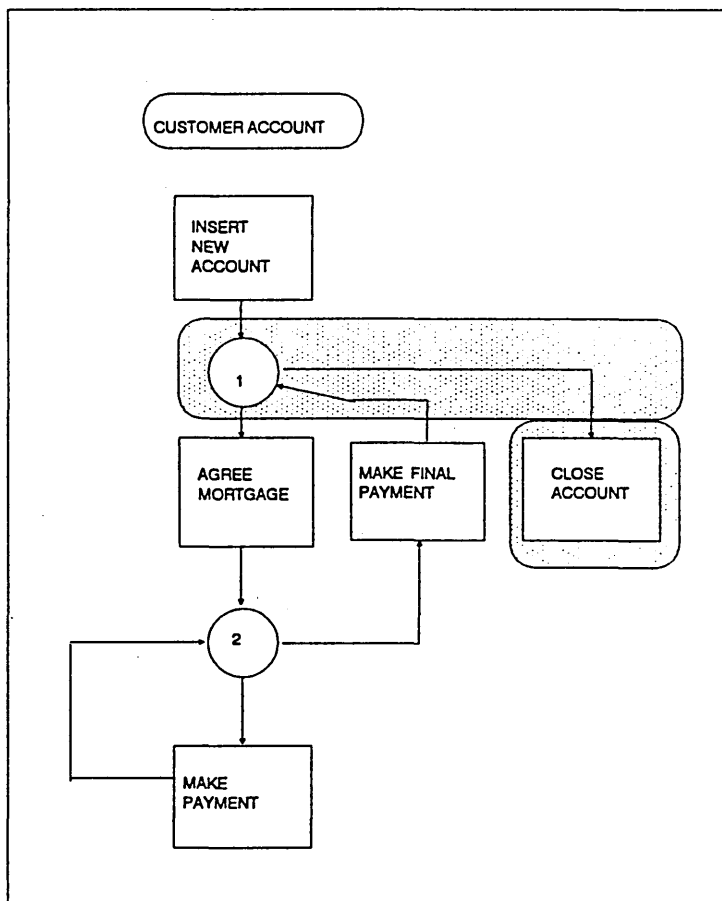 CUSTOMER ACCOUNT
INSERT
NEW
ACCOUNT
1
AGREE
MORTGAGE
MAKE FINAL
PAYMENT
CLOSE
ACCOUNT
2
MAKE
PAYMENT